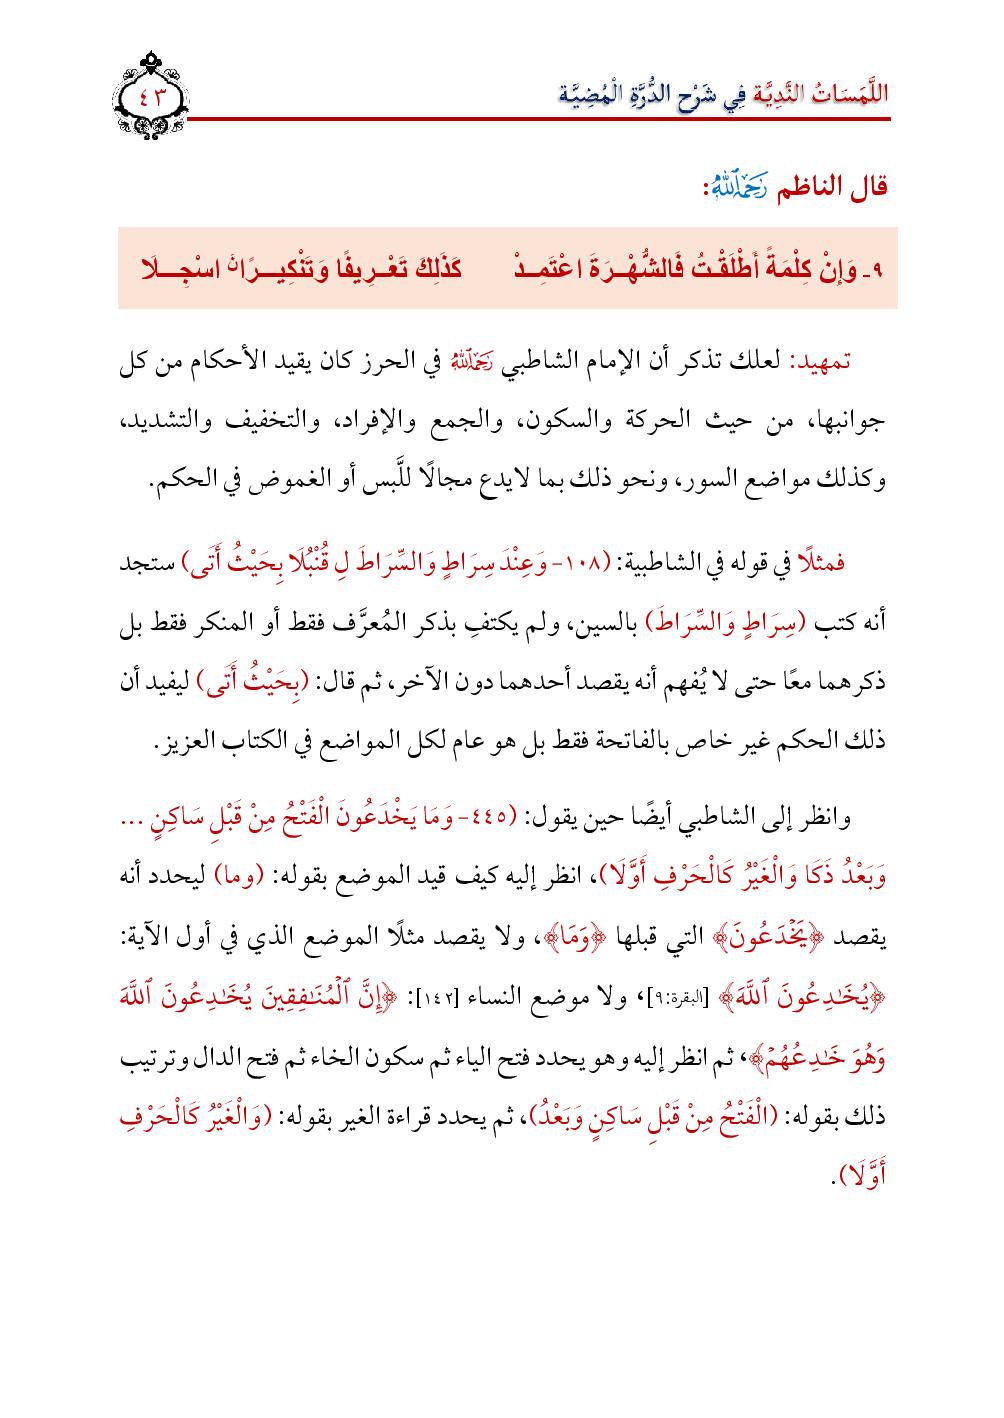 اللَّمَسَاتُ النَّدِيَّة فِي شَرْحِ الدُّرَّةِ الْمُضِيَّة
٤٣
قال الناظم رَحِمَهُ ٱللَّهُ:
٩- وَإِنْ كِلْمَةً أَطْلَقْتُ فَالشُّهْرَةَ اعْتَمِدْ كَذَلِكَ تَعْرِيفًا وَتَنْكِيرًانَ اسْجِلَا
تمهيد: لعلك تذكر أن الإمام الشاطبي رَحِمَهُ ٱللَّهُ في الحرز كان يقيد الأحكام من كل
جوانبها، من حيث الحركة والسكون، والجمع والإفراد، والتخفيف والتشديد،
وكذلك مواضع السور، ونحو ذلك بما لايدع مجالًا للَّبس أو الغموض في الحكم.
فمثلًا في قوله في الشاطبية: (١٠٨- وَعِنْدَ سِرَاطٍ وَالسِّرَاطَ لِ قُنْبُلَا بِحَيْثُ أَتَى) ستجد
أنه كتب (سِرَاطٍ وَالسِّرَاطَ) بالسين، ولم يكتفِ بذكر المُعرَّف فقط أو المنكر فقط بل
ذكرهما معًا حتى لا يُفهم أنه يقصد أحدهما دون الآخر، ثم قال: (بِحَيْثُ أَتَى) ليفيد أن
ذلك الحكم غير خاص بالفاتحة فقط بل هو عام لكل المواضع في الكتاب العزيز.
وانظر إلى الشاطبي أيضًا حين يقول: (٤٤٥- وَمَا يَخْدَعُونَ الْفَتْحُ مِنْ قَبْلِ سَاكِنٍ ...
وَبَعْدُ ذَكَا وَالْغَيْرُ كَالْحَرْفِ أَوَّلَا)، انظر إليه كيف قيد الموضع بقوله: (وما) ليحدد أنه
يقصد ﴿يَخۡدَعُونَ﴾ التي قبلها ﴿وَمَا﴾، ولا يقصد مثلًا الموضع الذي في أول الآية:
﴿يُخَٰدِعُونَ ٱللَّهَ﴾ [البقرة:٩]، ولا موضع النساء [١٤٢]: ﴿إِنَّ ٱلۡمُنَٰفِقِينَ يُخَٰدِعُونَ ٱللَّهَ
وَهُوَ خَٰدِعُهُمۡ﴾، ثم انظر إليه وهو يحدد فتح الياء ثم سكون الخاء ثم فتح الدال وترتيب
ذلك بقوله: (الْفَتْحُ مِنْ قَبْلِ سَاكِنٍ وَبَعْدُ)، ثم يحدد قراءة الغير بقوله: (وَالْغَيْرُ كَالْحَرْفِ
أَوَّلَا).